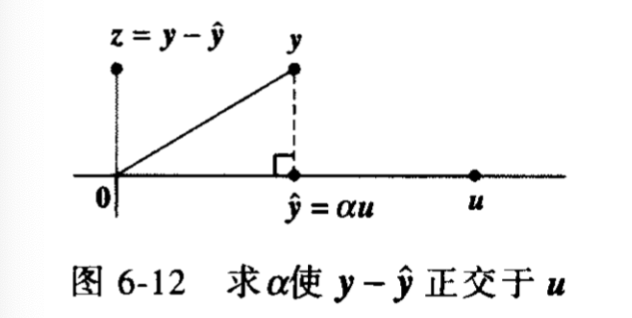 z = y − ŷ
y
0
ŷ = αu
u
图 6-12 求α使 y − ŷ 正交于 u